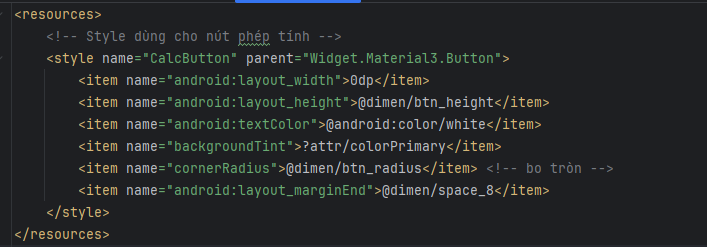 <resources>
<!-- Style dùng cho nút phép tính -->
<style name="CalcButton" parent="Widget.Material3.Button">
<item name="android:layout_width">0dp</item>
<item name="android:layout_height">@dimen/btn_height</item>
<item name="android:textColor">@android:color/white</item>
<item name="backgroundTint">?attr/colorPrimary</item>
<item name="cornerRadius">@dimen/btn_radius</item> <!-- bo tròn -->
<item name="android:layout_marginEnd">@dimen/space_8</item>
</style>
</resources>